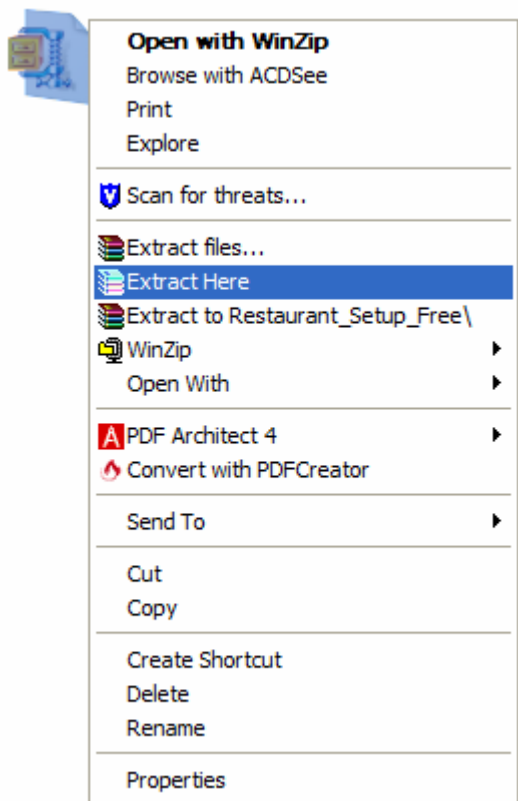 Open with WinZip
Browse with ACDSee
Print
Explore
Scan for threats...
Extract files...
Extract Here
Extract to Restaurant_Setup_Free\
WinZip
Open With
PDF Architect 4
Convert with PDFCreator
Send To
Cut
Copy
Create Shortcut
Delete
Rename
Properties